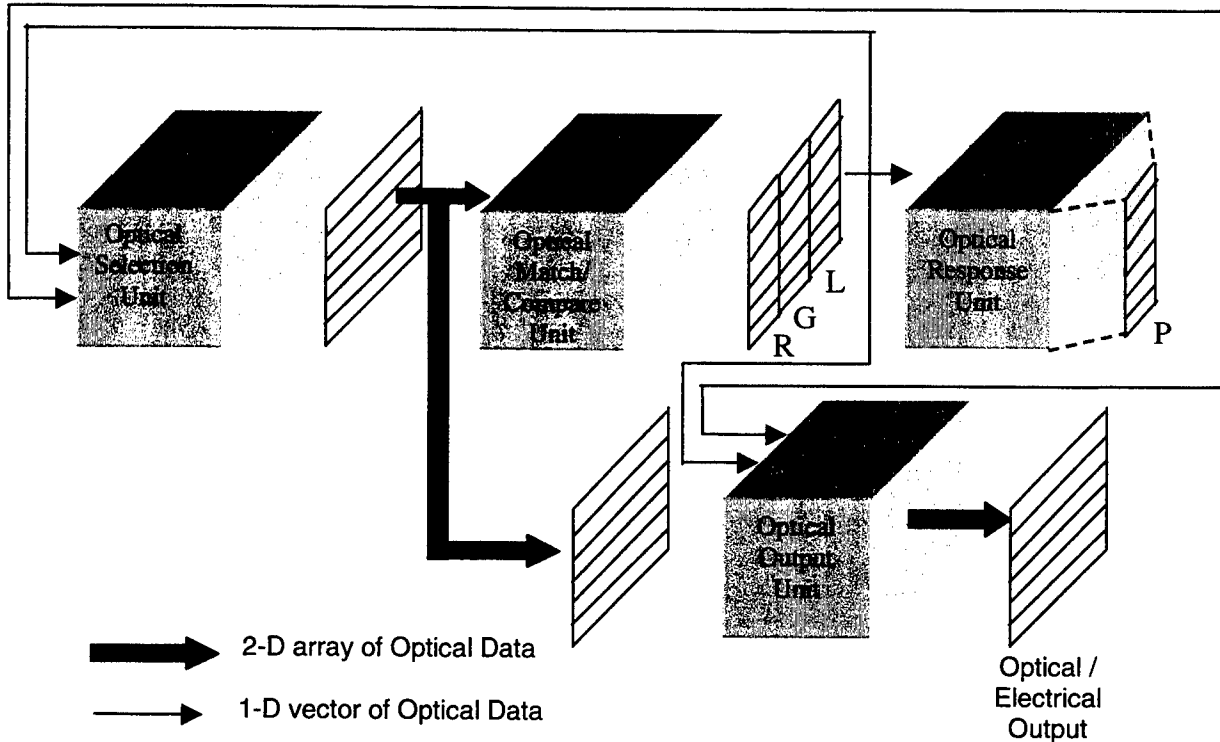 Optical
Selection
Unit
Optical
Match/
Compare
Unit
R
G
L
Optical
Response
Unit
P
Optical
Output
Unit
2-D array of Optical Data
1-D vector of Optical Data
Optical /
Electrical
Output